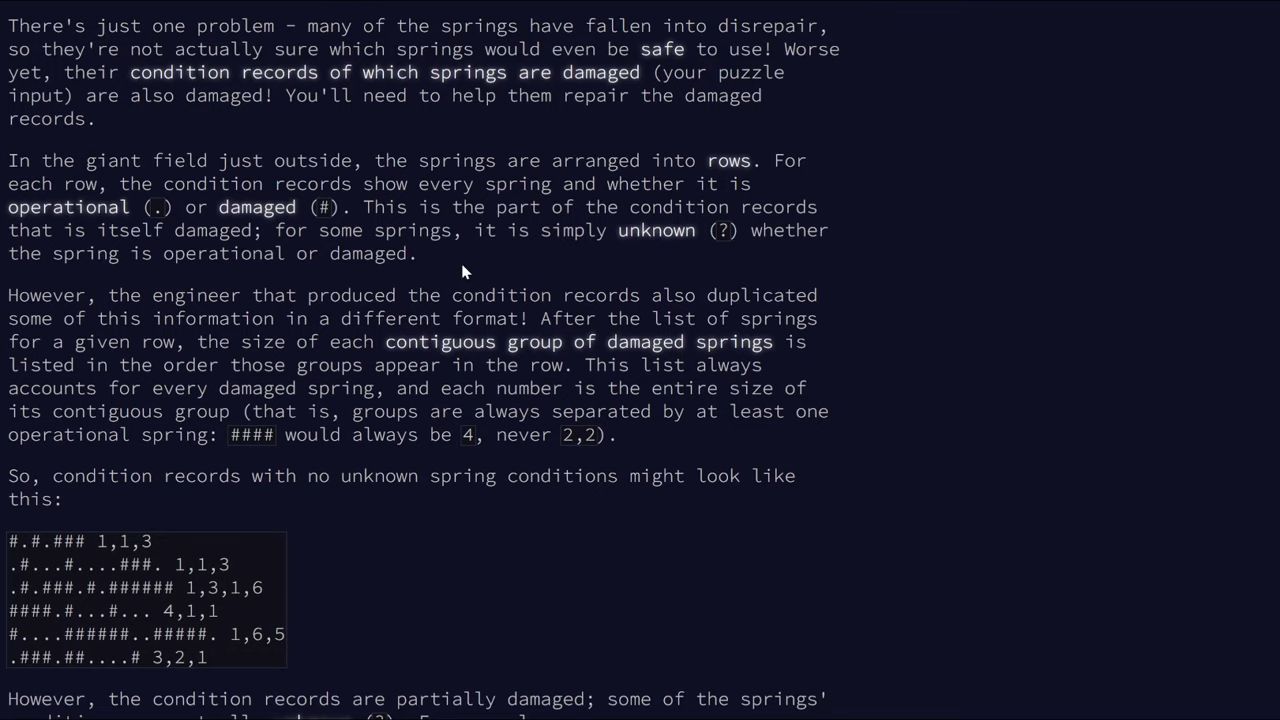 There's just one problem - many of the springs have fallen into disrepair,
so they're not actually sure which springs would even be safe to use! Worse
yet, their condition records of which springs are damaged (your puzzle
input) are also damaged! You'll need to help them repair the damaged
records.
In the giant field just outside, the springs are arranged into rows. For
each row, the condition records show every spring and whether it is
operational (.) or damaged (#). This is the part of the condition records
that is itself damaged; for some springs, it is simply unknown (?) whether
the spring is operational or damaged.
However, the engineer that produced the condition records also duplicated
some of this information in a different format! After the list of springs
for a given row, the size of each contiguous group of damaged springs is
listed in the order those groups appear in the row. This list always
accounts for every damaged spring, and each number is the entire size of
its contiguous group (that is, groups are always separated by at least one
operational spring: #### would always be 4, never 2,2).
So, condition records with no unknown spring conditions might look like
this:
#.#.### 1,1,3
.#...#....###. 1,1,3
.#.###.#.###### 1,3,1,6
####.#...#... 4,1,1
#....######..#####. 1,6,5
.###.##....# 3,2,1
However, the condition records are partially damaged; some of the springs'